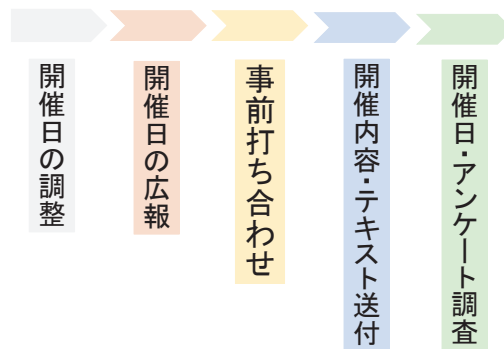 開催日の調整
開催日の広報
事前打ち合わせ
開催内容・テキスト送付
開催日・アンケート調査